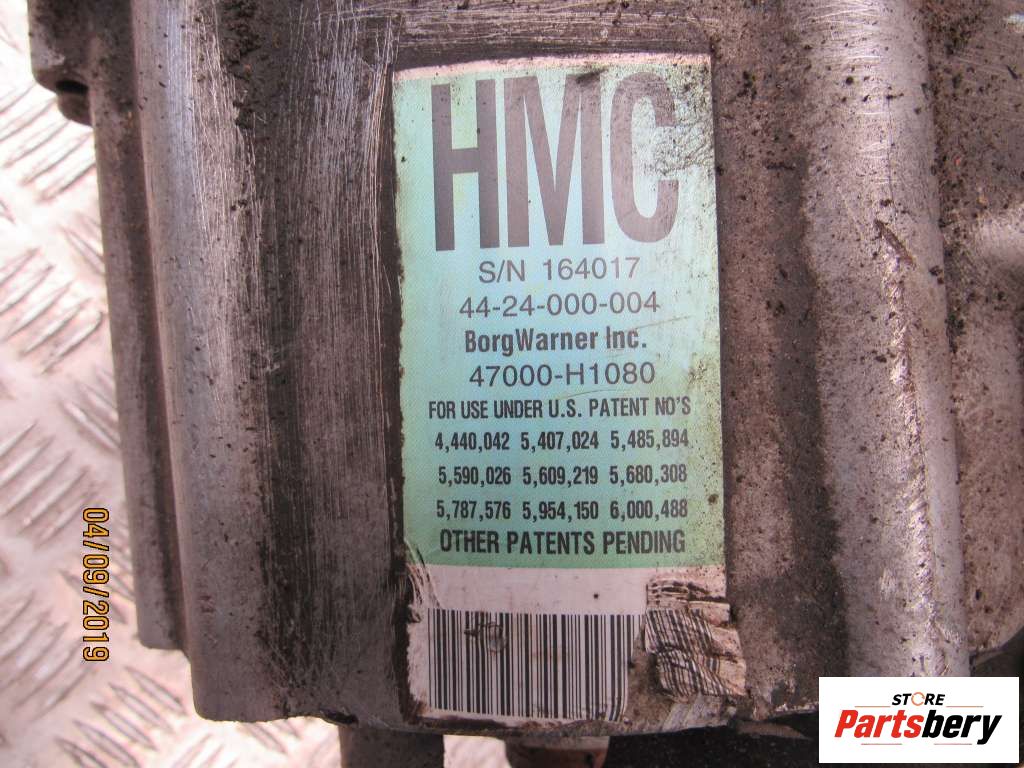 HMC
S/N 164017
44-24-000-004
BorgWarner Inc.
47000-H1080
FOR USE UNDER U.S. PATENT NO'S
4,440,042 5,407,024 5,485,894
5,590,026 5,609,219 5,680,308
5,787,576 5,954,150 6,000,488
OTHER PATENTS PENDING
04/09/2019
STORE
Partsbery